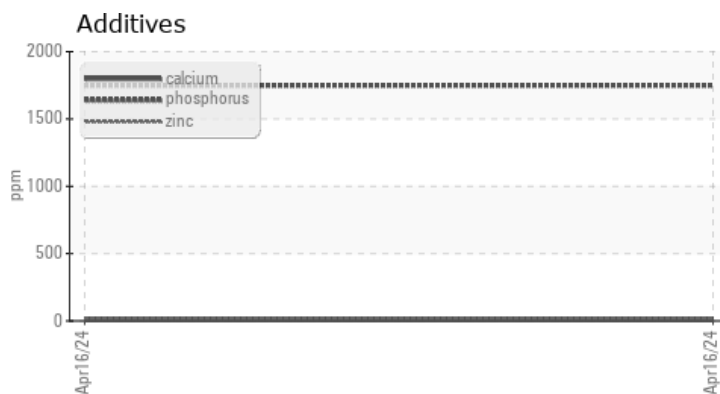 Additives
2000
calcium
phosphorus
1500
zinc
1000
ppm
500
0
Apr16/24
Apr16/24